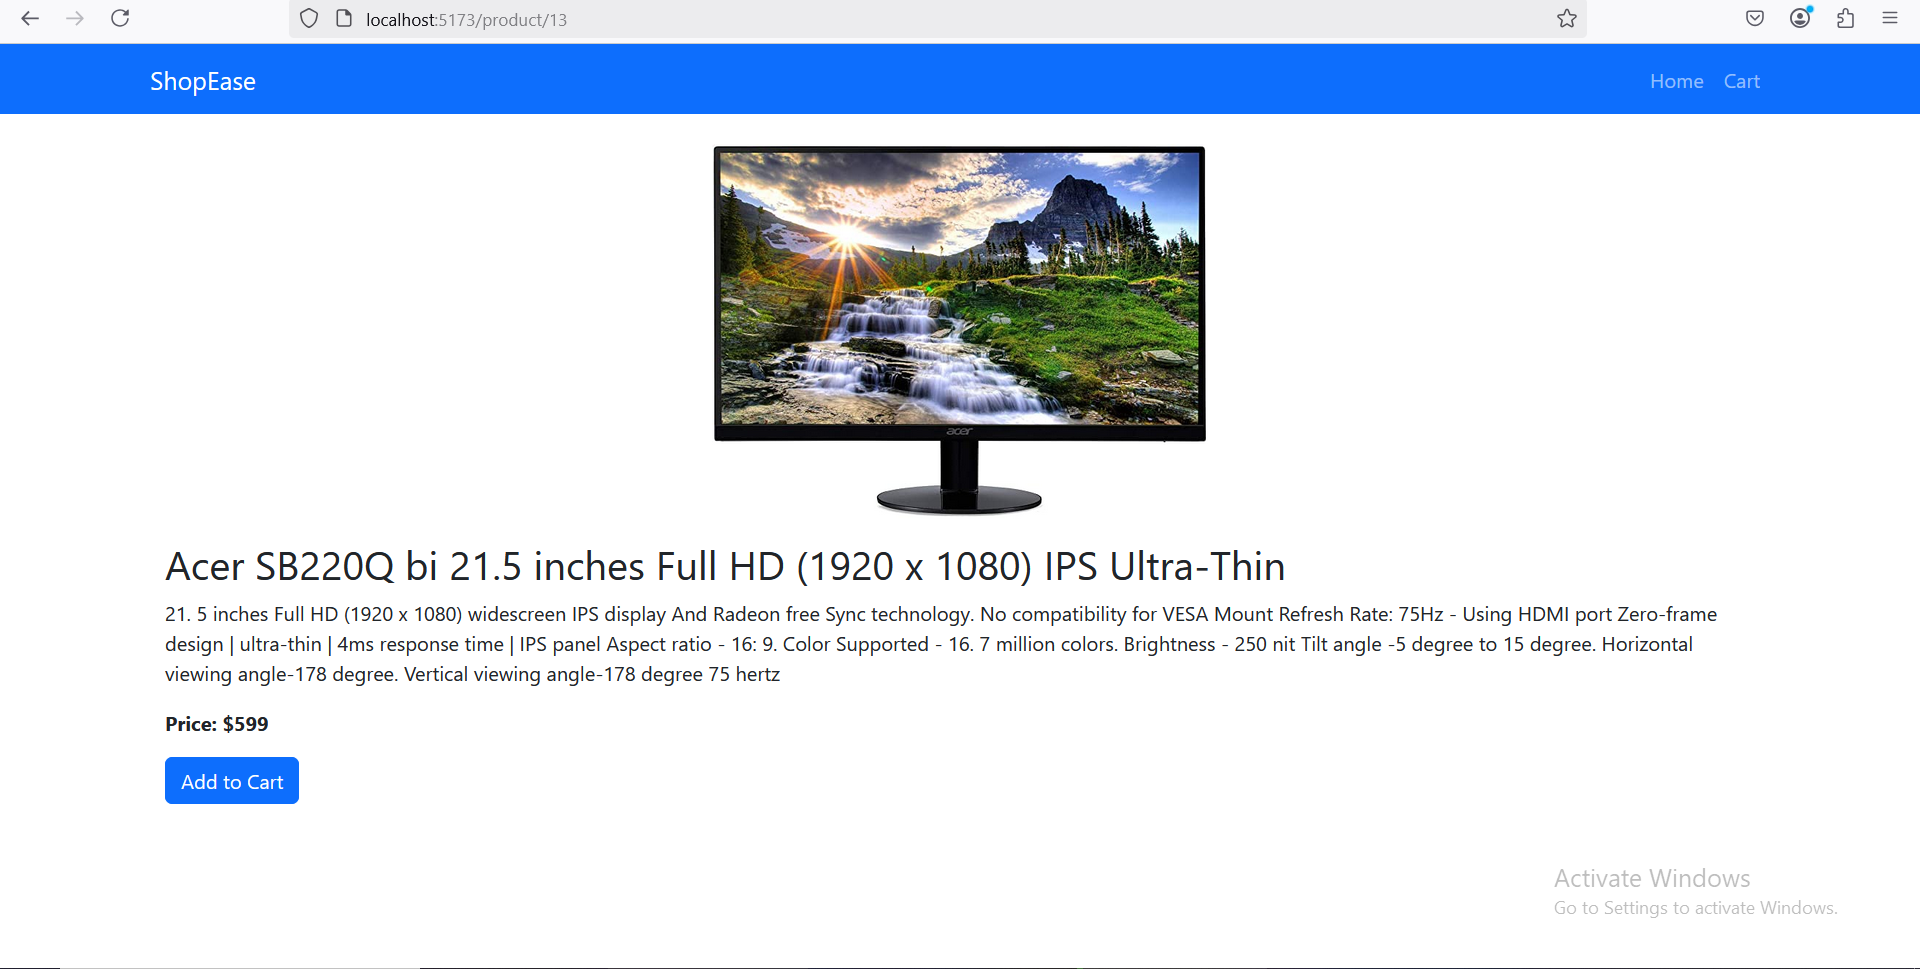 localhost:5173/product/13
ShopEase
Home Cart
acer
Acer SB220Q bi 21.5 inches Full HD (1920 x 1080) IPS Ultra-Thin
21. 5 inches Full HD (1920 x 1080) widescreen IPS display And Radeon free Sync technology. No compatibility for VESA Mount Refresh Rate: 75Hz - Using HDMI port Zero-frame
design | ultra-thin | 4ms response time | IPS panel Aspect ratio - 16: 9. Color Supported - 16. 7 million colors. Brightness - 250 nit Tilt angle -5 degree to 15 degree. Horizontal
viewing angle-178 degree. Vertical viewing angle-178 degree 75 hertz
Price: $599
Add to Cart
Activate Windows
Go to Settings to activate Windows.